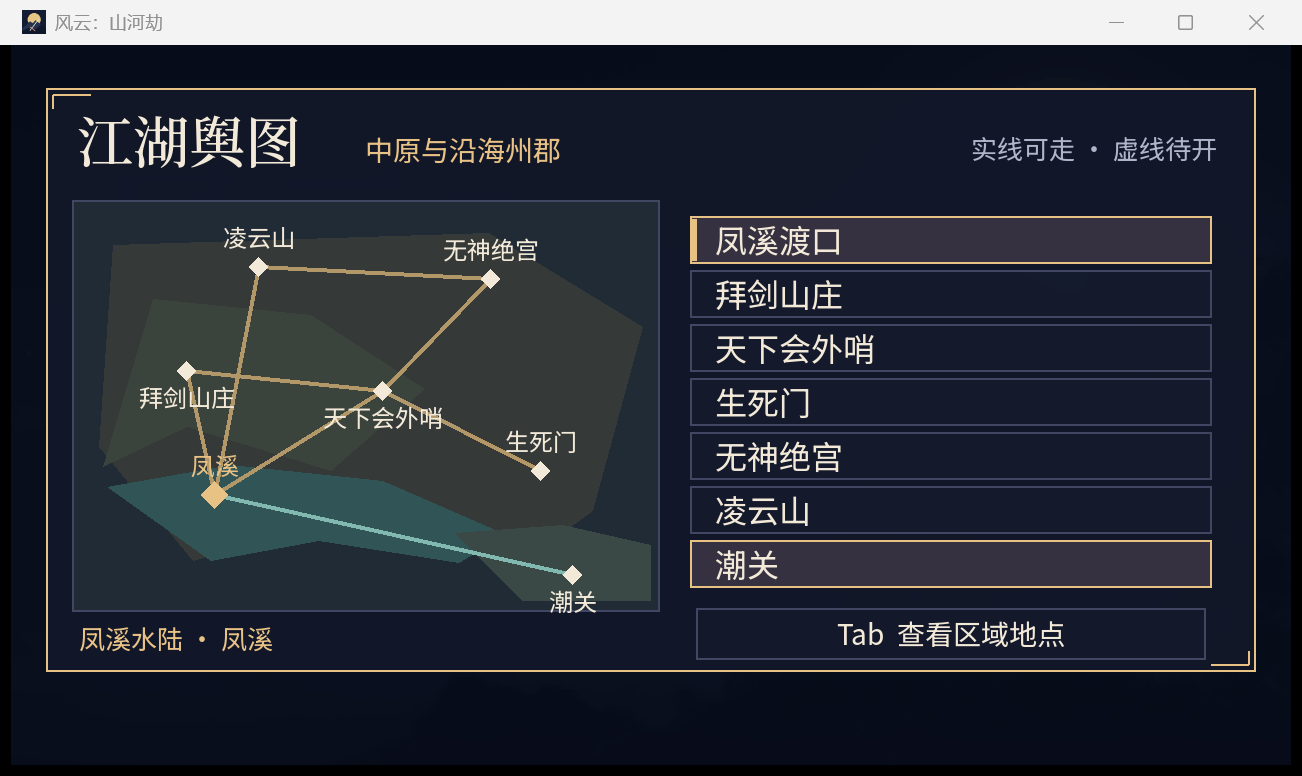 风云：山河劫
江湖舆图
中原与沿海州郡
实线可走 • 虚线待开
凌云山
无神绝宫
拜剑山庄
天下会外哨
生死门
凤溪
潮关
凤溪水陆 • 凤溪
凤溪渡口
拜剑山庄
天下会外哨
生死门
无神绝宫
凌云山
潮关
Tab 查看区域地点